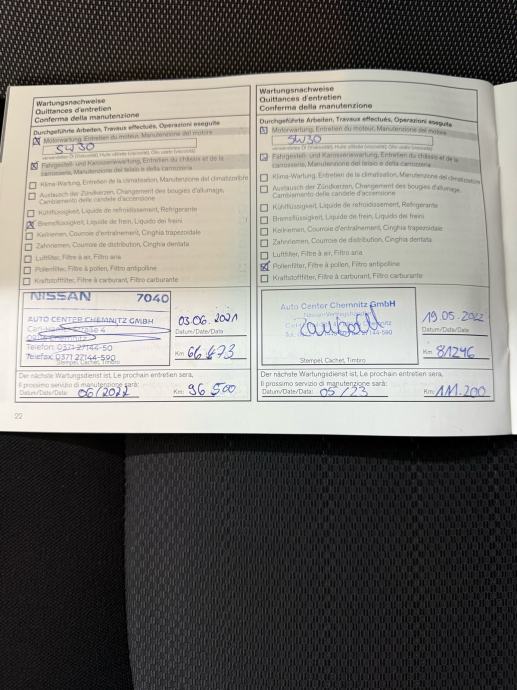 Wartungsnachweise
Quittances d'entretien
Conferma della manutenzione
Durchgeführte Arbeiten, Travaux effectués, Operazioni eseguite
Motorwartung, Entretien du moteur, Manutenzione del motore
5W30
Fahrgestell- und Karosseriewartung, Entretien du châssis et de la
carrosserie, Manutenzione del telaio e della carrozzeria
Klima-Wartung, Entretien de la climatisation, Manutenzione del climatizzatore
Austausch der Zündkerzen, Changement des bougies d'allumage,
Cambiamento delle candele d'accensione
Kühlflüssigkeit, Liquide de refroidissement, Refrigerante
Bremsflüssigkeit, Liquide de frein, Liquido dei freni
Keilriemen, Courroie d'entraînement, Cinghia trapezoidale
Zahnriemen, Courroie de distribution, Cinghia dentata
Luftfilter, Filtre à air, Filtro aria
Pollenfilter, Filtre à pollen, Filtro antipolline
Kraftstofffilter, Filtre à carburant, Filtro carburante
NISSAN 7040
AUTO CENTER CHEMNITZ GMBH
Telefon: 0371 27144-50
Telefax: 0371 27144-590
Stempel, Cachet, Timbro
03.06.2021
Datum/Date/Data
Km: 66 473
Der nächste Wartungsdienst ist, Le prochain entretien sera,
Il prossimo servizio di manutenzione sarà:
Datum/Date/Data: 06/2022 Km: 96 500
22
Wartungsnachweise
Quittances d'entretien
Conferma della manutenzione
Durchgeführte Arbeiten, Travaux effectués, Operazioni eseguite
Motorwartung, Entretien du moteur, Manutenzione del motore
5W30
Fahrgestell- und Karosseriewartung, Entretien du châssis et de la
carrosserie, Manutenzione del telaio e della carrozzeria
Klima-Wartung, Entretien de la climatisation, Manutenzione del climatizzatore
Austausch der Zündkerzen, Changement des bougies d'allumage,
Cambiamento delle candele d'accensione
Kühlflüssigkeit, Liquide de refroidissement, Refrigerante
Bremsflüssigkeit, Liquide de frein, Liquido dei freni
Keilriemen, Courroie d'entraînement, Cinghia trapezoidale
Zahnriemen, Courroie de distribution, Cinghia dentata
Luftfilter, Filtre à air, Filtro aria
Pollenfilter, Filtre à pollen, Filtro antipolline
Kraftstofffilter, Filtre à carburant, Filtro carburante
Auto Center Chemnitz GmbH
Stempel, Cachet, Timbro
19.05.2022
Datum/Date/Data
Km: 81246
Der nächste Wartungsdienst ist, Le prochain entretien sera,
Il prossimo servizio di manutenzione sarà:
Datum/Date/Data: 05/23 Km: 111.200